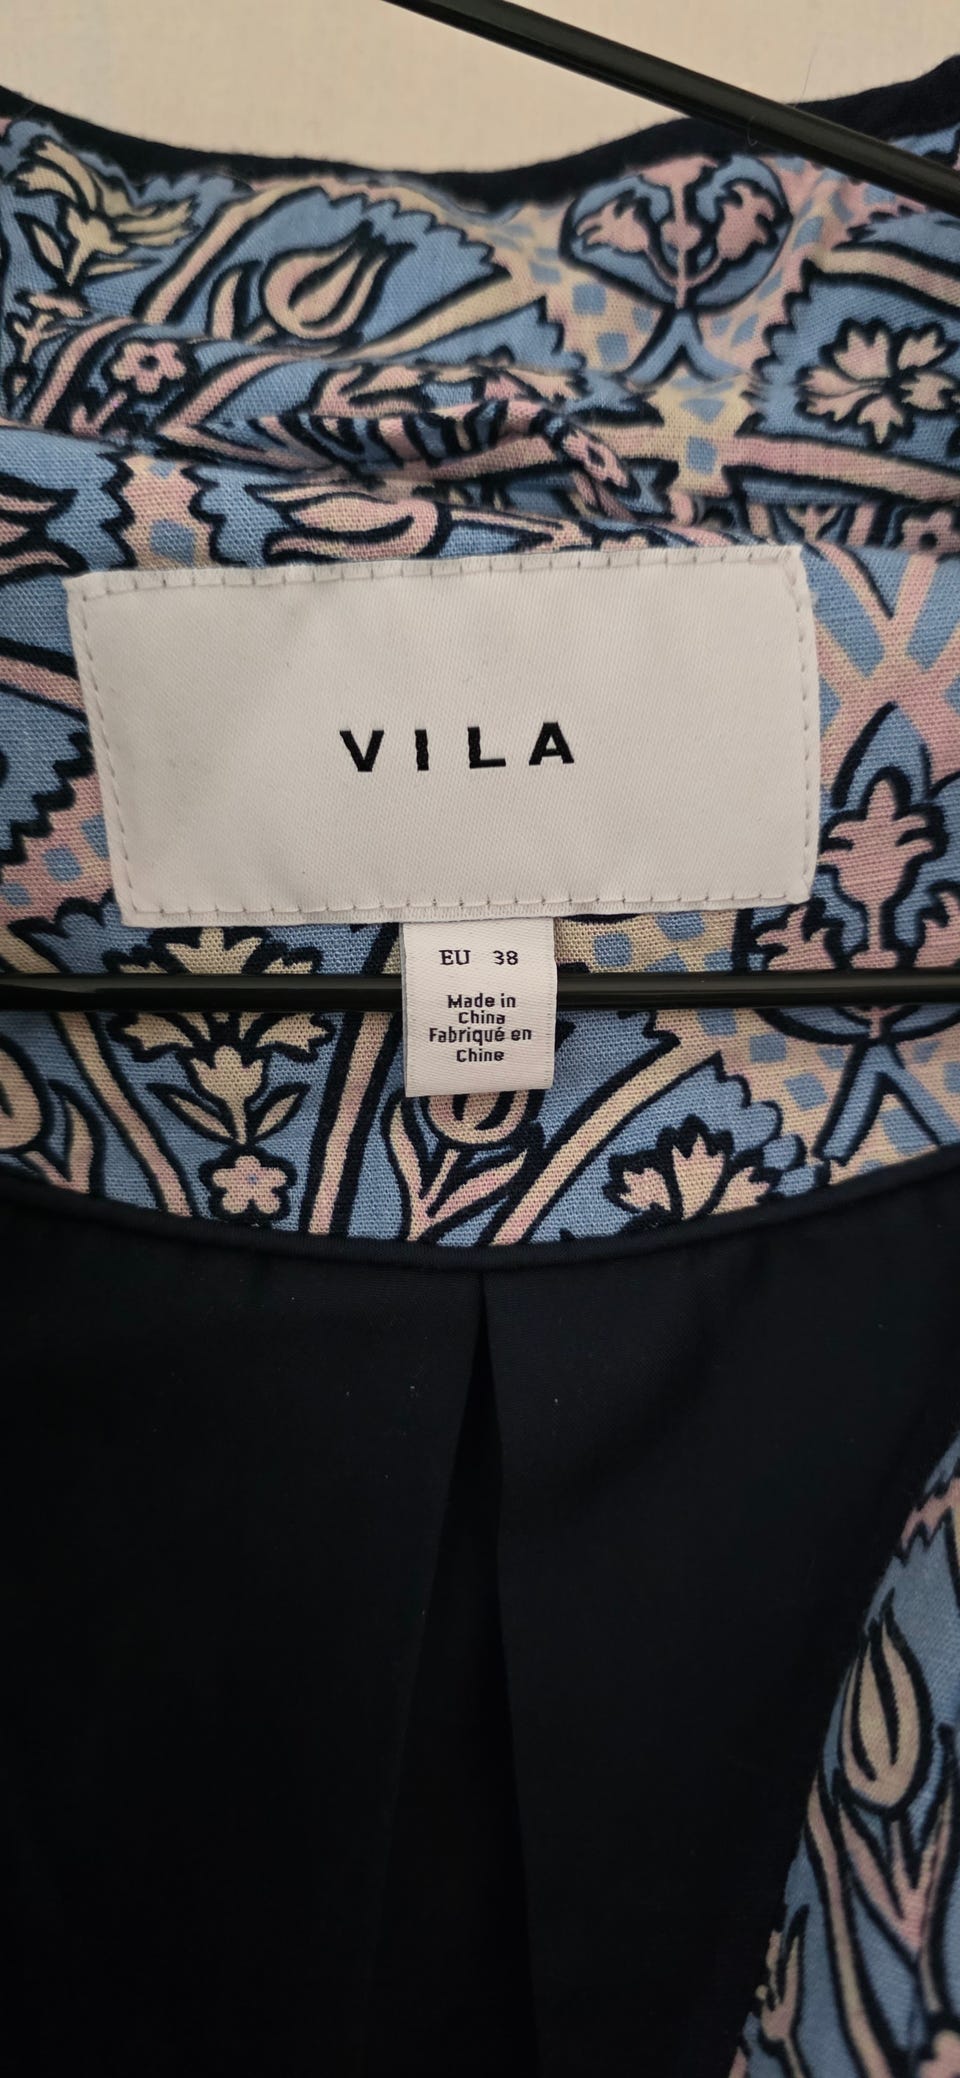 VILA
EU 38
Made in
China
Fabriqué en
Chine